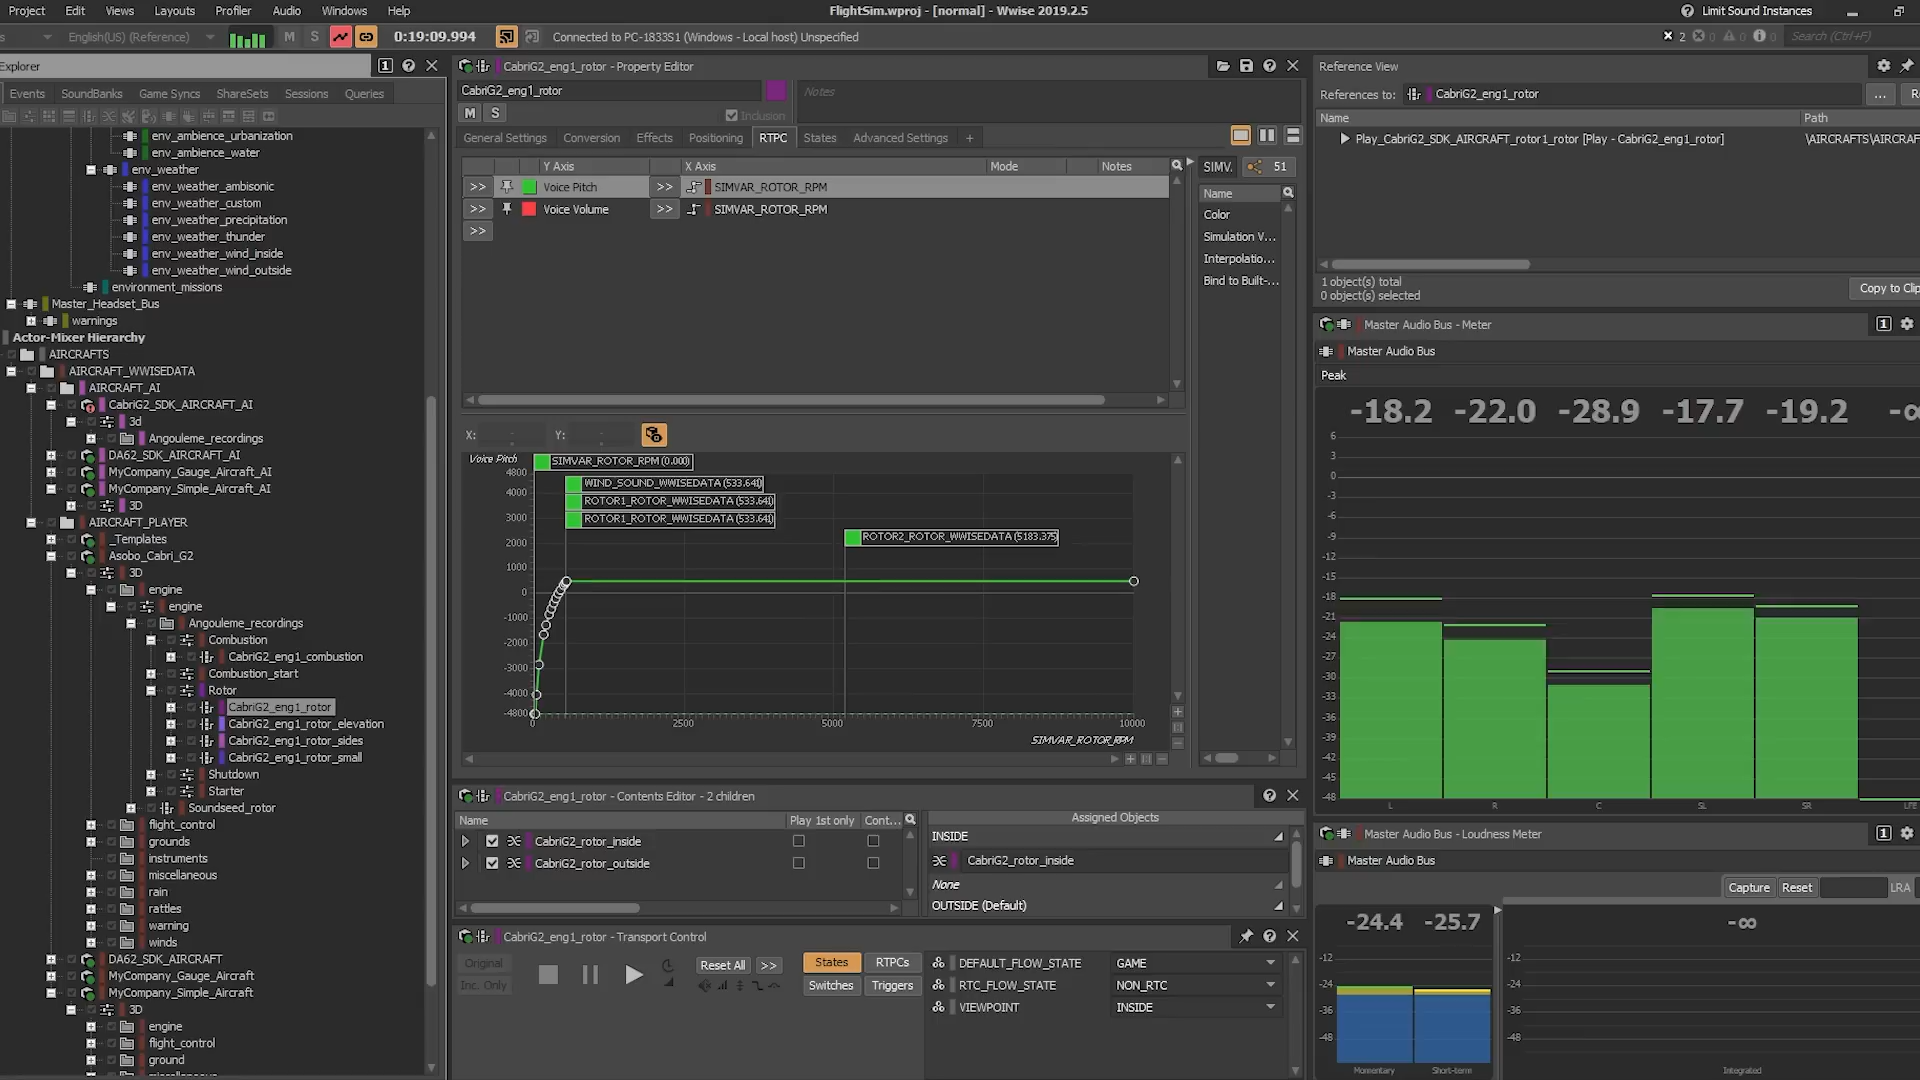 Project Edit Views Layouts Profiler Audio Windows Help
FlightSim.wproj - [normal] - Wwise 2019.2.5
Limit Sound Instances
English(US) (Reference)
M S
0:19:09.994
Connected to PC-1833S1 (Windows - Local host) Unspecified
2 0 0 0
Search (Ctrl+F)
Explorer
1
Events SoundBanks Game Syncs ShareSets Sessions Queries
env_ambience_urbanization
env_ambience_water
env_weather
env_weather_ambisonic
env_weather_custom
env_weather_precipitation
env_weather_thunder
env_weather_wind_inside
env_weather_wind_outside
environment_missions
Master_Headset_Bus
warnings
Actor-Mixer Hierarchy
AIRCRAFTS
AIRCRAFT_WWISEDATA
AIRCRAFT_AI
CabriG2_SDK_AIRCRAFT_AI
3d
Angouleme_recordings
DA62_SDK_AIRCRAFT_AI
MyCompany_Gauge_Aircraft_AI
MyCompany_Simple_Aircraft_AI
3D
AIRCRAFT_PLAYER
_Templates
Asobo_Cabri_G2
3D
engine
engine
Angouleme_recordings
Combustion
CabriG2_eng1_combustion
Combustion_start
Rotor
CabriG2_eng1_rotor
CabriG2_eng1_rotor_elevation
CabriG2_eng1_rotor_sides
CabriG2_eng1_rotor_small
Shutdown
Starter
Soundseed_rotor
flight_control
grounds
instruments
miscellaneous
rain
rattles
warning
winds
DA62_SDK_AIRCRAFT
MyCompany_Gauge_Aircraft
MyCompany_Simple_Aircraft
3D
engine
flight_control
ground
miscellaneous
CabriG2_eng1_rotor - Property Editor
CabriG2_eng1_rotor
Notes
M S
Inclusion
General Settings Conversion Effects Positioning RTPC States Advanced Settings +
Y Axis X Axis Mode Notes
>> Voice Pitch >> SIMVAR_ROTOR_RPM
>> Voice Volume >> SIMVAR_ROTOR_RPM
>>
SIMV. 51
Name
Color
Simulation V...
Interpolatio...
Bind to Built-...
X: - Y: -
Voice Pitch
SIMVAR_ROTOR_RPM (0.000)
WIND_SOUND_WWISEDATA (533.641)
ROTOR1_ROTOR_WWISEDATA (533.641)
ROTOR1_ROTOR_WWISEDATA (533.641)
ROTOR2_ROTOR_WWISEDATA (5183.375)
4800
4000
3000
2000
1000
0
-1000
-2000
-3000
-4000
-4800
0 2500 5000 7500 10000
SIMVAR_ROTOR_RPM
CabriG2_eng1_rotor - Contents Editor - 2 children
Name Play 1st only Cont...
CabriG2_rotor_inside
CabriG2_rotor_outside
Assigned Objects
INSIDE
CabriG2_rotor_inside
None
OUTSIDE (Default)
CabriG2_eng1_rotor - Transport Control
Original
Inc. Only
Reset All >>
States RTPCs
Switches Triggers
DEFAULT_FLOW_STATE GAME
RTC_FLOW_STATE NON_RTC
VIEWPOINT INSIDE
Reference View
References to: CabriG2_eng1_rotor ... Re
Name Path
Play_CabriG2_SDK_AIRCRAFT_rotor1_rotor [Play - CabriG2_eng1_rotor] \AIRCRAFTS\AIRCRAF
1 object(s) total
0 object(s) selected
Copy to Clip
Master Audio Bus - Meter
1
Master Audio Bus
Peak
-18.2 -22.0 -28.9 -17.7 -19.2 -∞
6
3
0
-3
-6
-9
-12
-15
-18
-21
-24
-27
-30
-33
-36
-39
-42
-45
-48
L R C SL SR LFE
Master Audio Bus - Loudness Meter
1
Master Audio Bus
Capture Reset LRA
-24.4 -25.7 -∞
-12 -12
-24 -24
-36 -36
-48 -48
Momentary Short-term Integrated